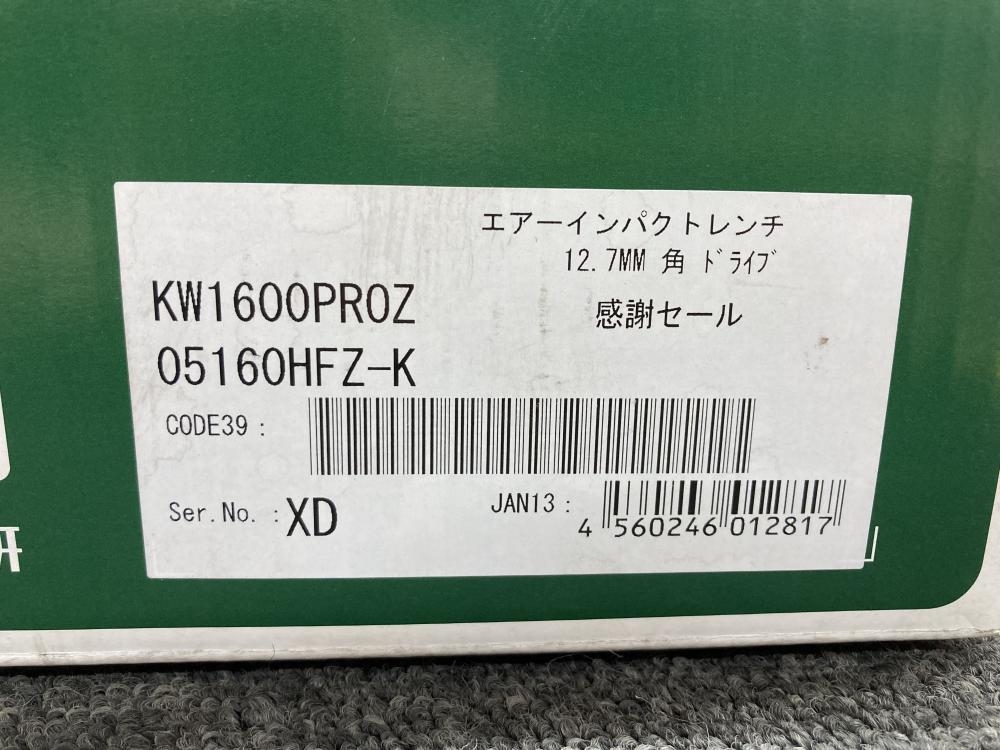 エアーインパクトレンチ
12.7MM 角 ﾄﾞﾗｲﾌﾞ
KW1600PROZ
感謝セール
05160HFZ-K
CODE39 :
Ser.No. : XD
JAN13 :
4 560246 012817